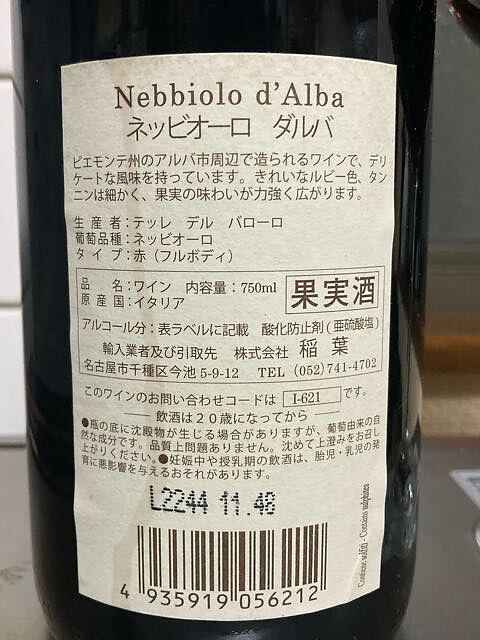 Nebbiolo d'Alba
ネッビオーロ ダルバ
ピエモンテ州のアルバ市周辺で造られるワインで、デリ
ケートな風味を持っています。きれいなルビー色、タン
ニンは細かく、果実の味わいが力強く広がります。
生産者:テッレ デル バローロ
葡萄品種:ネッビオーロ
タイプ:赤(フルボディ)
品名:ワイン 内容量:750ml
原産国:イタリア
果実酒
アルコール分:表ラベルに記載 酸化防止剤(亜硫酸塩)
輸入業者及び引取先 株式会社 稲葉
名古屋市千種区今池5-9-12 TEL(052)741-4702
このワインのお問い合わせコードは I-621 です。
飲酒は20歳になってから
●瓶の底に沈殿物が生じる場合がありますが、葡萄由来の自
然な成分です。品質上問題ありません。沈めて上澄みをお召し
上がりください。●妊娠中や授乳期の飲酒は、胎児・乳児の発
育に悪影響を与えるおそれがあります。
L2244 11.48
Contiene solfiti - Contains sulphites
4 935919 056212